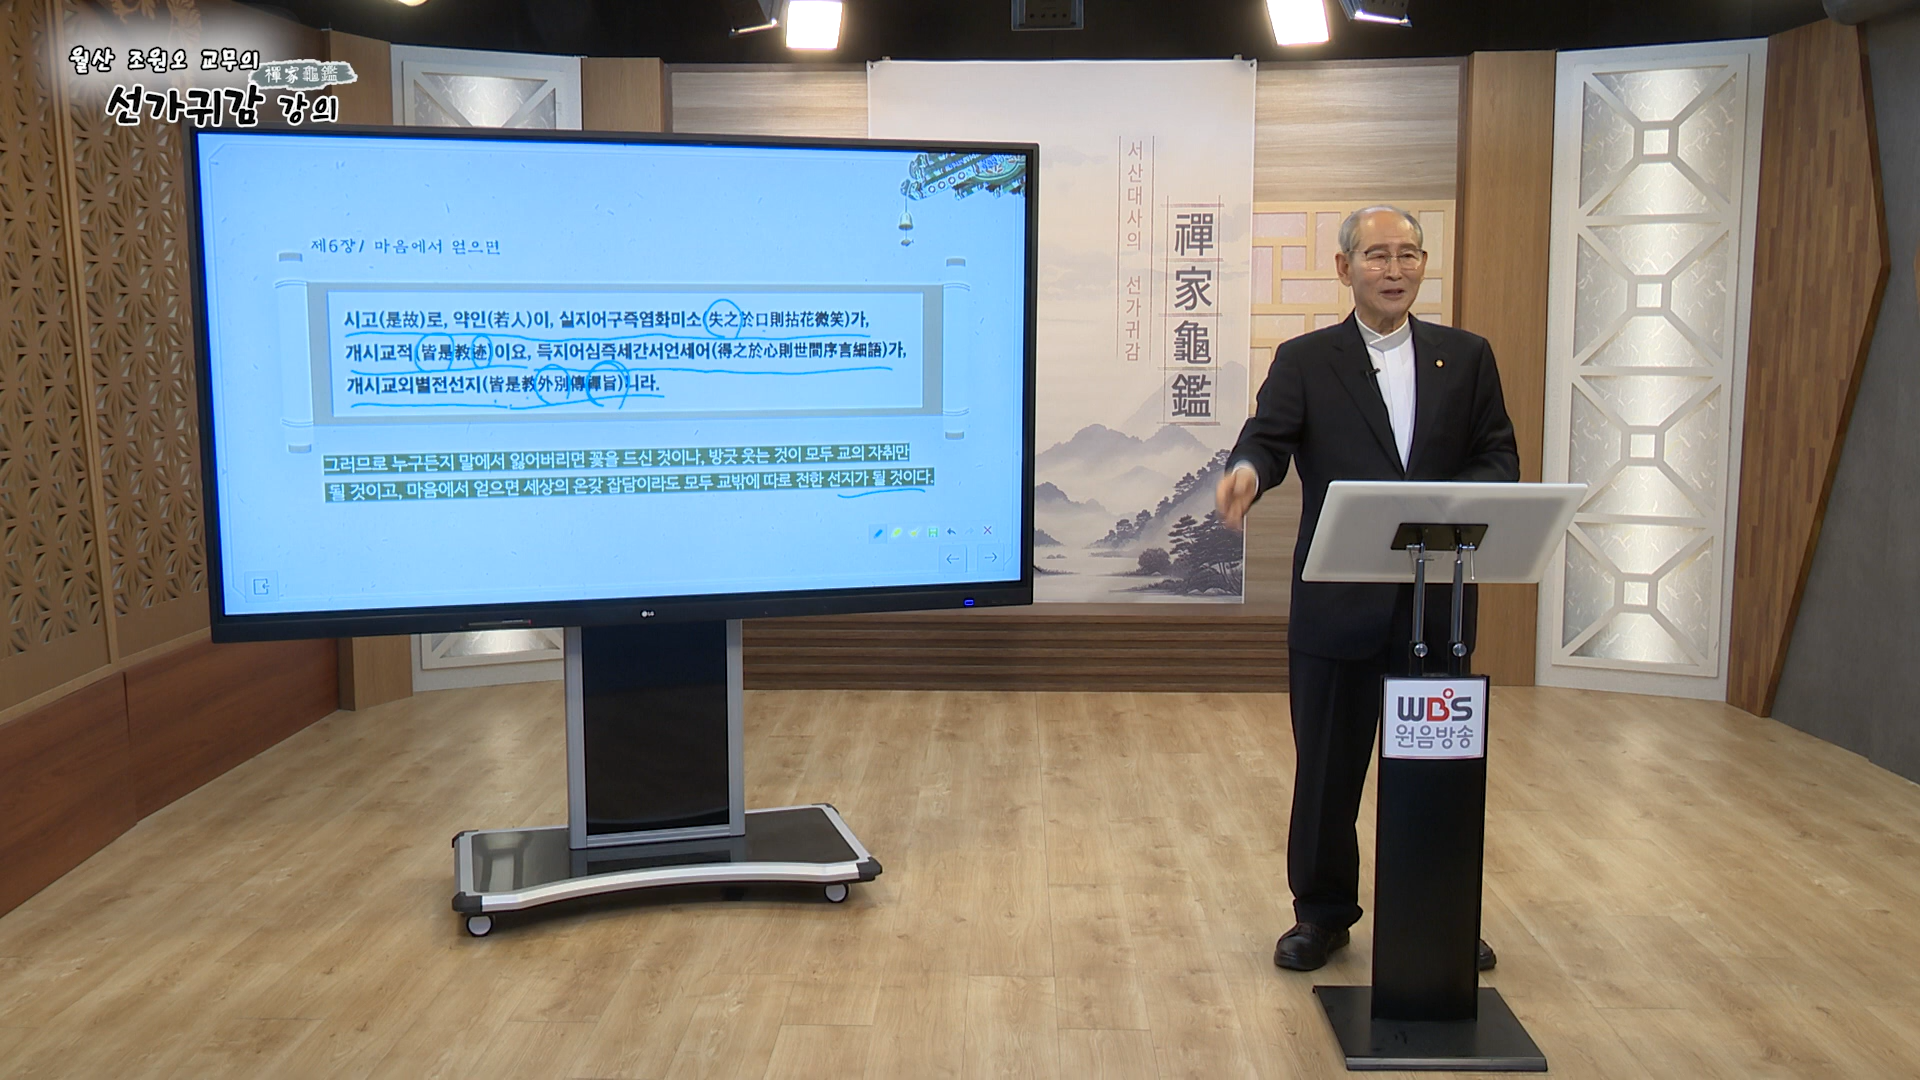 월산 조원오 교무의
禪家龜鑑
선가귀감 강의
제6장/ 마음에서 얻으면
시고(是故)로, 약인(若人)이, 실지어구즉염화미소(失之於口則拈花微笑)가,
개시교적(皆是教迹)이요, 득지어심즉세간서언세어(得之於心則世間序言細語)가,
개시교외별전선지(皆是教外別傳禪旨)니라.
그러므로 누구든지 말에서 잃어버리면 꽃을 드신 것이나, 방긋 웃는 것이 모두 교의 자취만
될 것이고, 마음에서 얻으면 세상의 온갖 잡담이라도 모두 교밖에 따로 전한 선지가 될 것이다.
LG
서산대사의 선가귀감
禪家龜鑑
WBS
원음방송